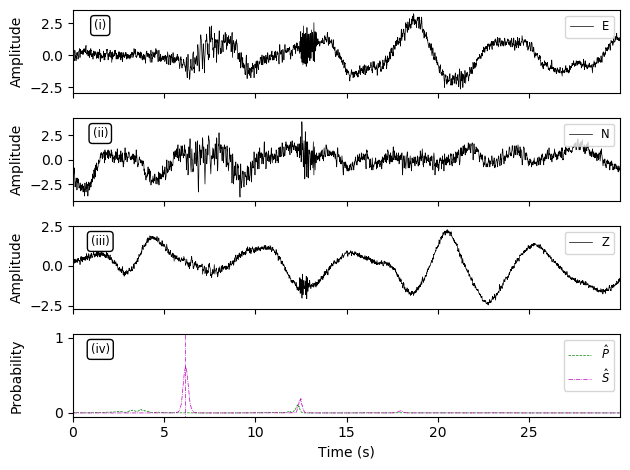 (i)
E
Amplitude
2.5
0.0
−2.5
(ii)
N
Amplitude
2.5
0.0
−2.5
(iii)
Z
Amplitude
2.5
0.0
−2.5
(iv)
P̂
Ŝ
Probability
1
0
0 5 10 15 20 25
Time (s)